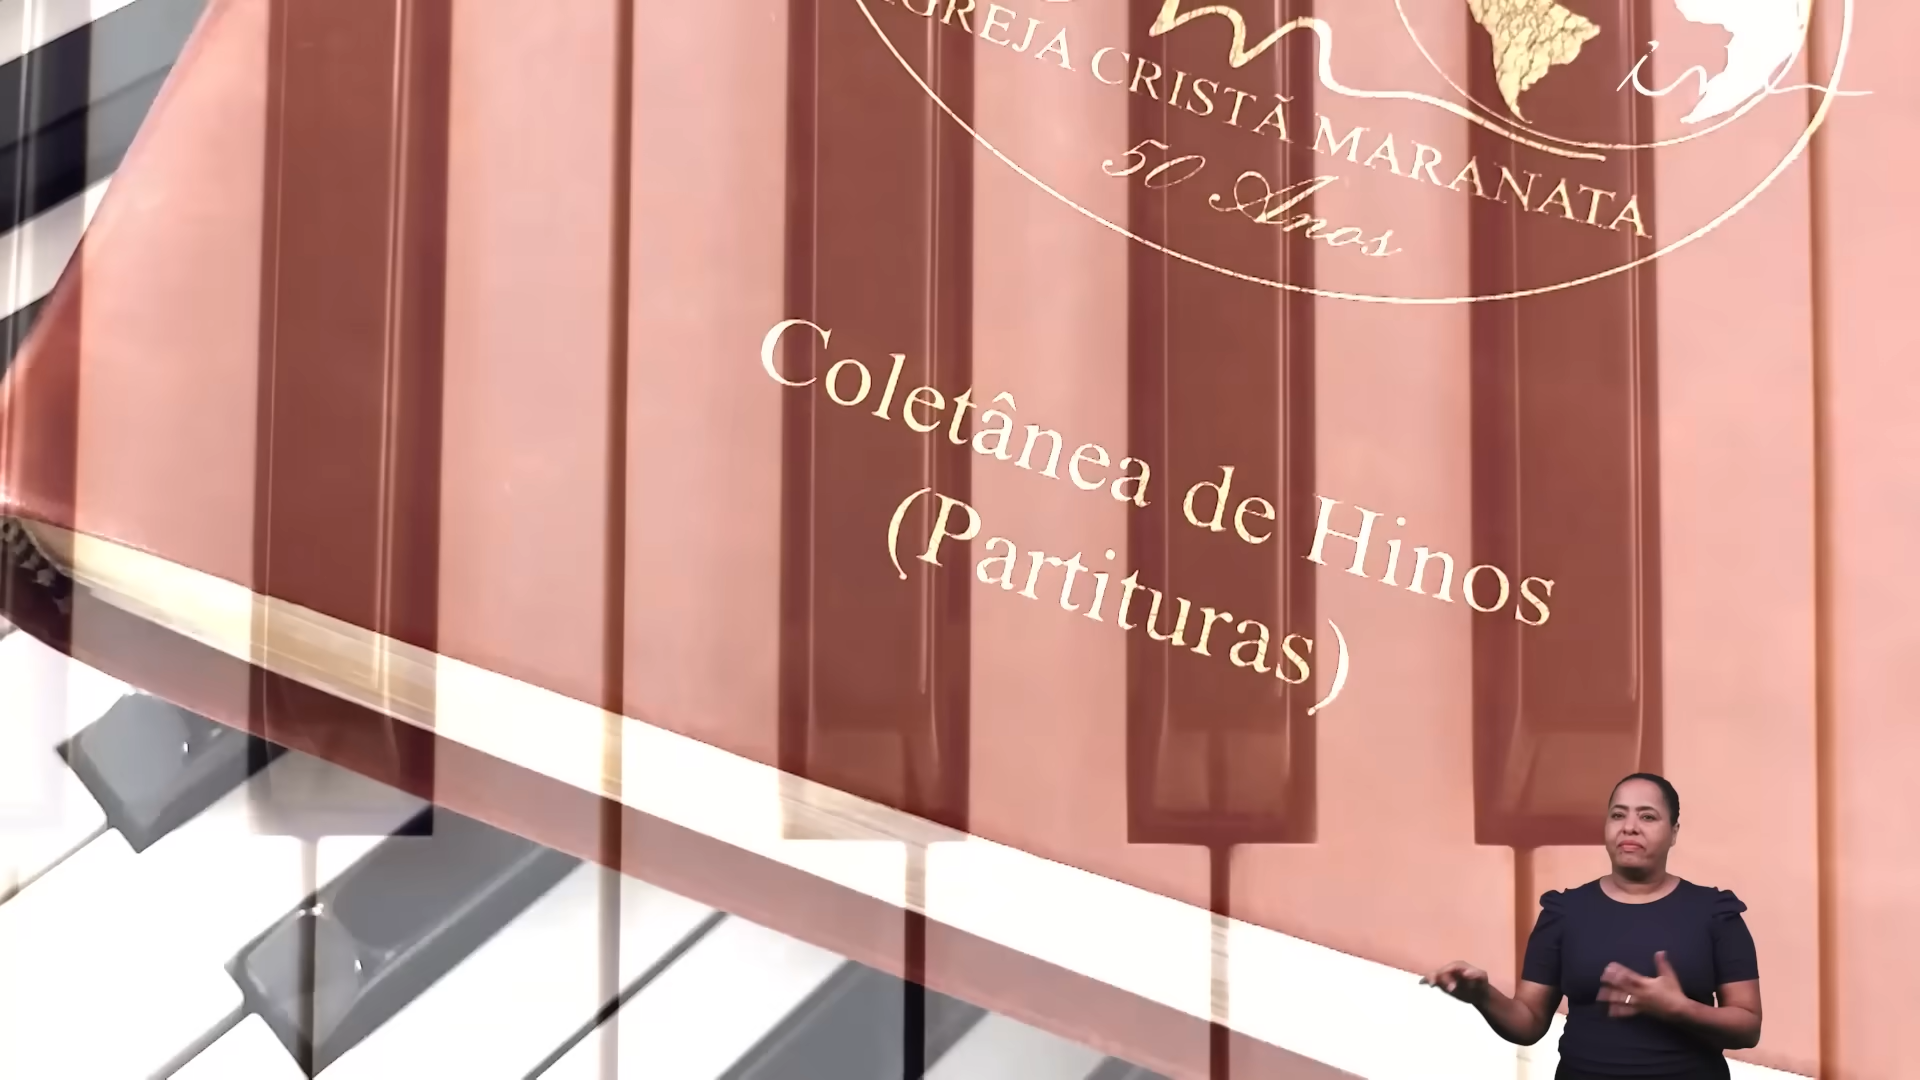 IGREJA CRISTÃ MARANATA
50 Anos
Coletânea de Hinos
(Partituras)